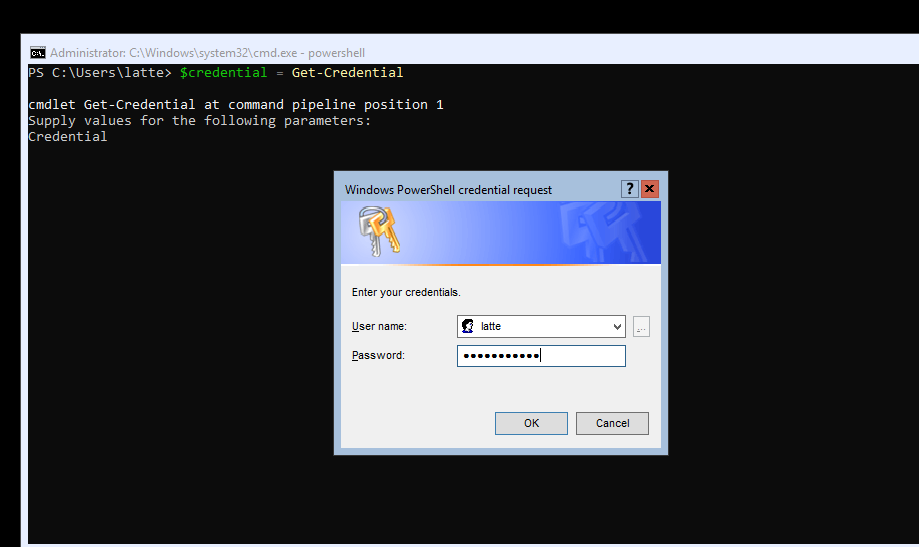 Administrator: C:\Windows\system32\cmd.exe - powershell
PS C:\Users\latte> $credential = Get-Credential
cmdlet Get-Credential at command pipeline position 1
Supply values for the following parameters:
Credential
Windows PowerShell credential request
Enter your credentials.
User name: latte
Password: •••••••••••
OK Cancel